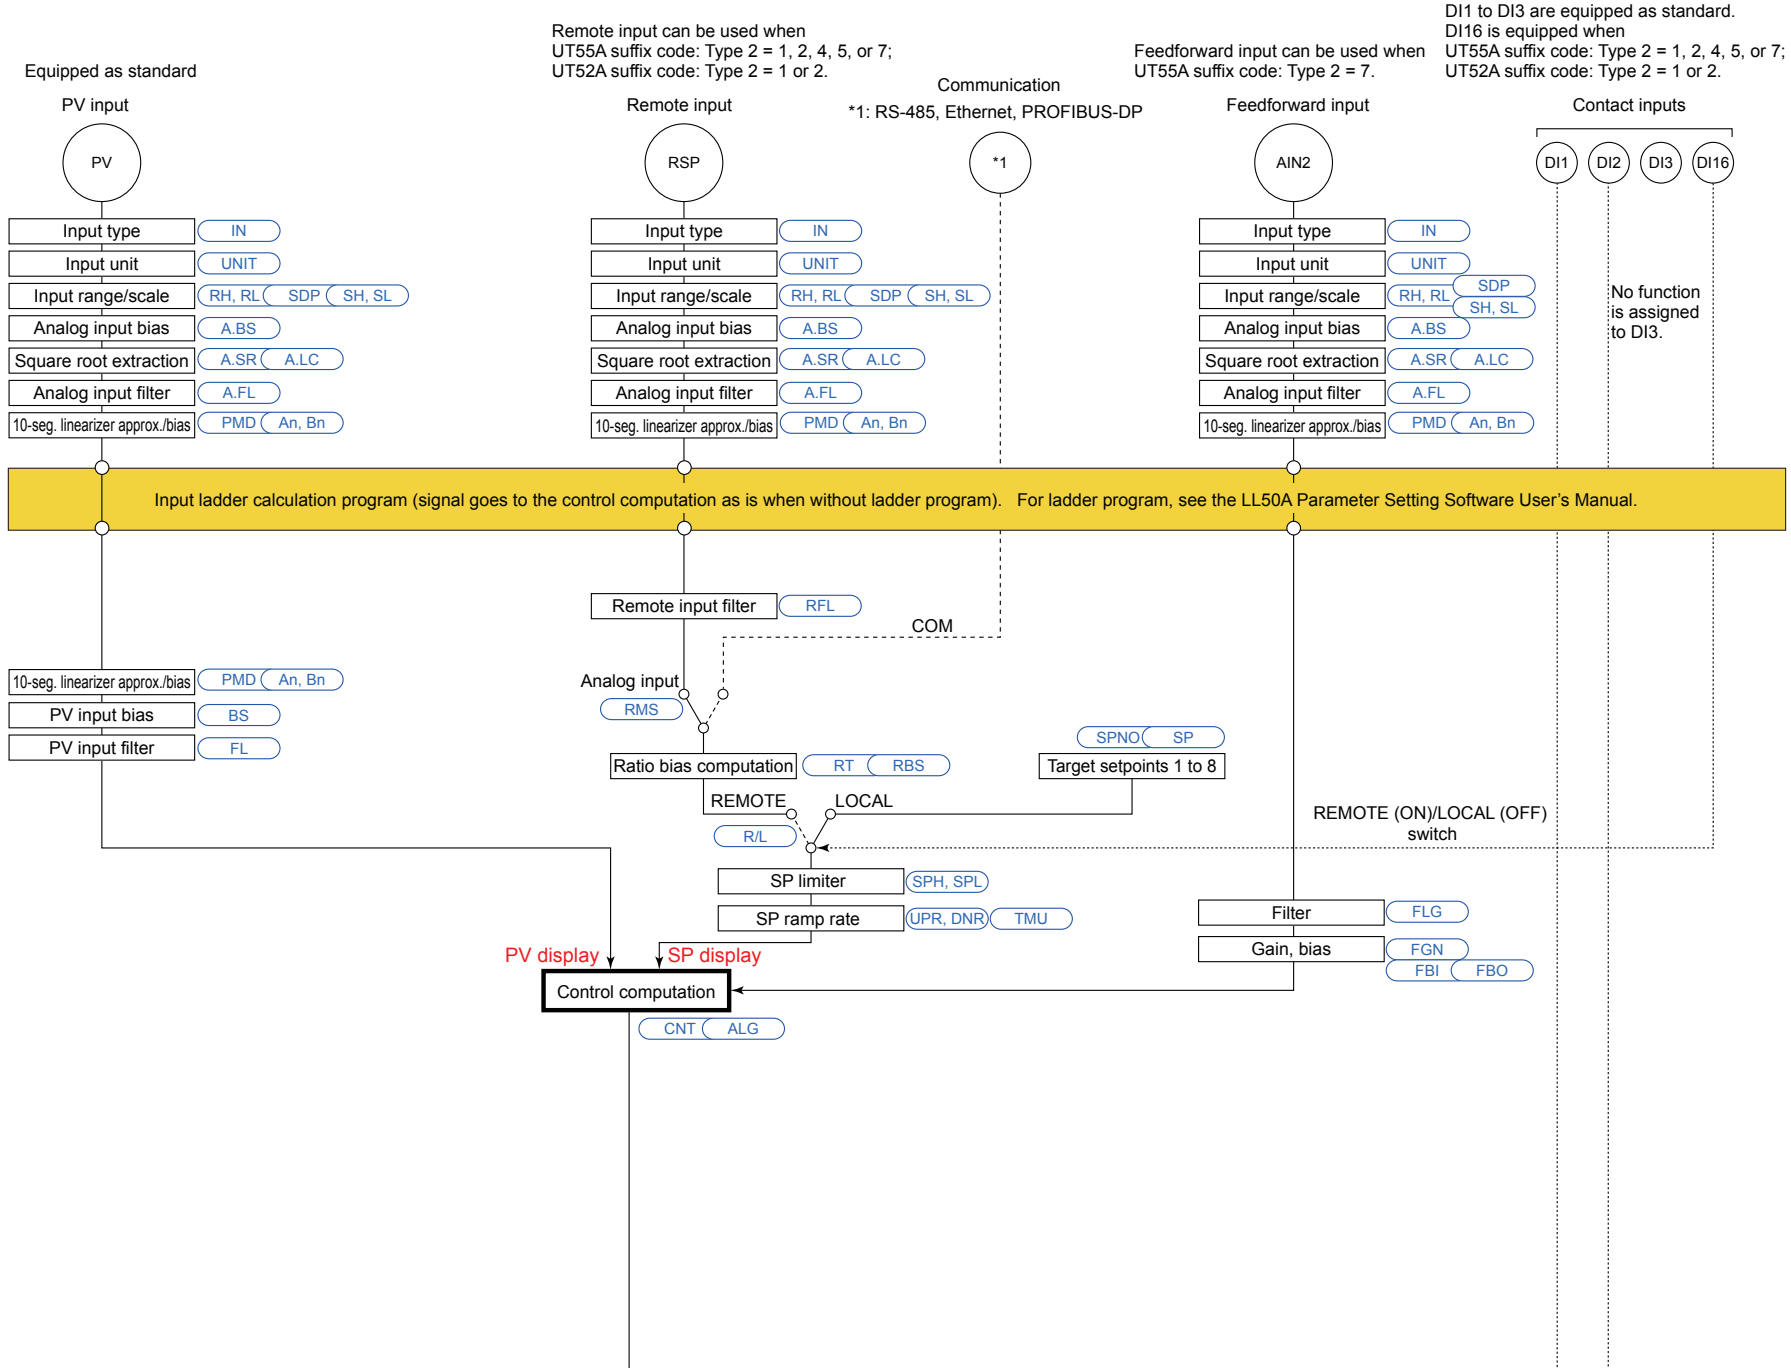 Equipped as standard
PV input
PV
Input type IN
Input unit UNIT
Input range/scale RH, RL SDP SH, SL
Analog input bias A.BS
Square root extraction A.SR A.LC
Analog input filter A.FL
10-seg. linearizer approx./bias PMD An, Bn
Remote input can be used when
UT55A suffix code: Type 2 = 1, 2, 4, 5, or 7;
UT52A suffix code: Type 2 = 1 or 2.
Remote input
RSP
Input type IN
Input unit UNIT
Input range/scale RH, RL SDP SH, SL
Analog input bias A.BS
Square root extraction A.SR A.LC
Analog input filter A.FL
10-seg. linearizer approx./bias PMD An, Bn
Communication
*1: RS-485, Ethernet, PROFIBUS-DP
*1
Feedforward input can be used when
UT55A suffix code: Type 2 = 7.
Feedforward input
AIN2
Input type IN
Input unit UNIT
Input range/scale RH, RL SDP
SH, SL
Analog input bias A.BS
Square root extraction A.SR A.LC
Analog input filter A.FL
10-seg. linearizer approx./bias PMD An, Bn
DI1 to DI3 are equipped as standard.
DI16 is equipped when
UT55A suffix code: Type 2 = 1, 2, 4, 5, or 7;
UT52A suffix code: Type 2 = 1 or 2.
Contact inputs
DI1 DI2 DI3 DI16
No function
is assigned
to DI3.
Input ladder calculation program (signal goes to the control computation as is when without ladder program). For ladder program, see the LL50A Parameter Setting Software User’s Manual.
Remote input filter RFL
COM
10-seg. linearizer approx./bias PMD An, Bn
PV input bias BS
PV input filter FL
Analog input
RMS
SPNO SP
Ratio bias computation RT RBS
Target setpoints 1 to 8
REMOTE LOCAL
R/L
REMOTE (ON)/LOCAL (OFF)
switch
SP limiter SPH, SPL
SP ramp rate UPR, DNR TMU
Filter FLG
Gain, bias FGN
FBI FBO
PV display SP display
Control computation
CNT ALG